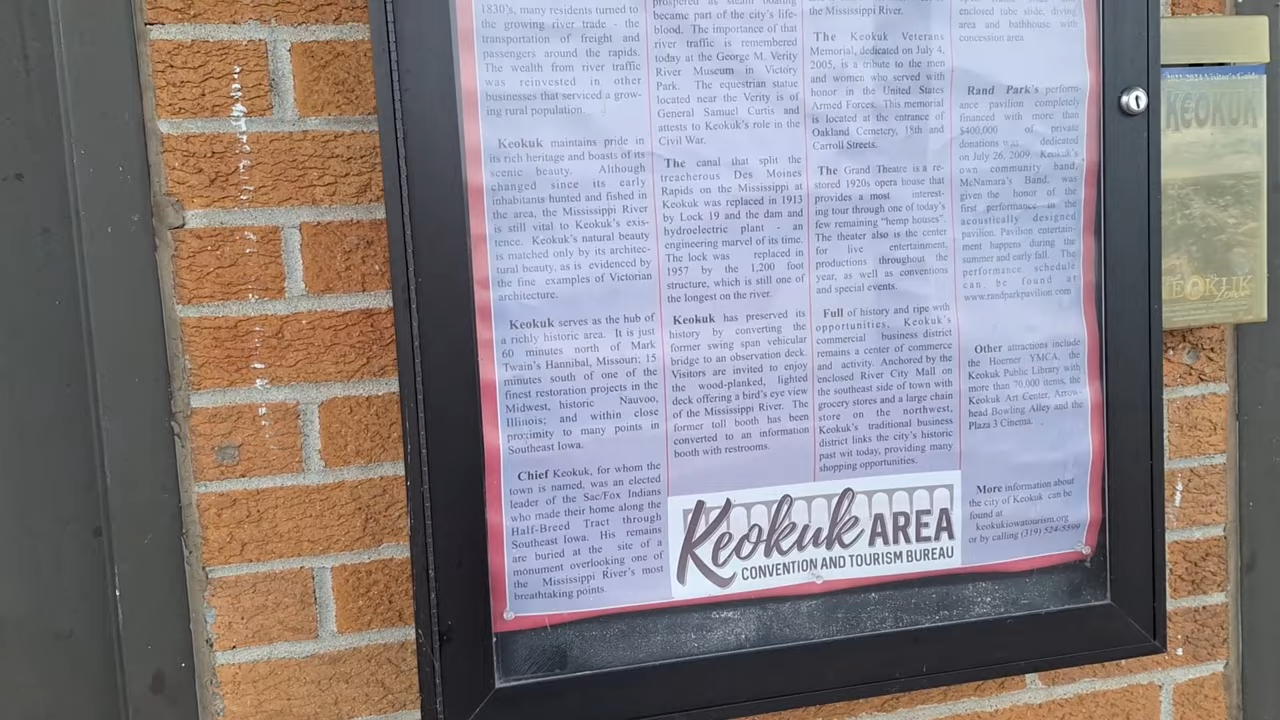 1830's, many residents turned to
the growing river trade - the
transportation of freight and
passengers around the rapids.
The wealth from river traffic
was reinvested in other
businesses that serviced a grow-
ing rural population.
Keokuk maintains pride in
its rich heritage and boasts of its
scenic beauty. Although
changed since its early
inhabitants hunted and fished in
the area, the Mississippi River
is still vital to Keokuk's exis-
tence. Keokuk's natural beauty
is matched only by its architec-
tural beauty, as is evidenced by
the fine examples of Victorian
architecture.
Keokuk serves as the hub of
a richly historic area. It is just
60 minutes north of Mark
Twain's Hannibal, Missouri; 15
minutes south of one of the
finest restoration projects in the
Midwest, historic Nauvoo,
Illinois; and within close
proximity to many points in
Southeast Iowa.
Chief Keokuk, for whom the
town is named, was an elected
leader of the Sac/Fox Indians
who made their home along the
Half-Breed Tract through
Southeast Iowa. His remains
are buried at the site of a
monument overlooking one of
the Mississippi River's most
breathtaking points.
prospered as steam boating
became part of the city's life-
blood. The importance of that
river traffic is remembered
today at the George M. Verity
River Museum in Victory
Park. The equestrian statue
located near the Verity is of
General Samuel Curtis and
attests to Keokuk's role in the
Civil War.
The canal that split the
treacherous Des Moines
Rapids on the Mississippi at
Keokuk was replaced in 1913
by Lock 19 and the dam and
hydroelectric plant - an
engineering marvel of its time.
The lock was replaced in
1957 by the 1,200 foot
structure, which is still one of
the longest on the river.
Keokuk has preserved its
history by converting the
former swing span vehicular
bridge to an observation deck.
Visitors are invited to enjoy
the wood-planked, lighted
deck offering a bird's eye view
of the Mississippi River. The
former toll booth has been
converted to an information
booth with restrooms.
the Mississippi River.
The Keokuk Veterans
Memorial, dedicated on July 4,
2005, is a tribute to the men
and women who served with
honor in the United States
Armed Forces. This memorial
is located at the entrance of
Oakland Cemetery, 18th and
Carroll Streets.
The Grand Theatre is a re-
stored 1920s opera house that
provides a most interest-
ing tour through one of today's
few remaining "hemp houses".
The theater also is the center
for live entertainment,
productions throughout the
year, as well as conventions
and special events.
Full of history and ripe with
opportunities, Keokuk's
commercial business district
remains a center of commerce
and activity. Anchored by the
enclosed River City Mall on
the southeast side of town with
grocery stores and a large chain
store on the northwest,
Keokuk's traditional business
district links the city's historic
past wit today, providing many
shopping opportunities.
enclosed tube slide, diving
area and bathhouse with
concession area
Rand Park's perform-
ance pavilion completely
financed with more than
$400,000 of private
donations was dedicated
on July 26, 2009. Keokuk's
own community band,
McNamara's Band, was
given the honor of the
first performance in the
acoustically designed
pavilion. Pavilion entertain-
ment happens during the
summer and early fall. The
performance schedule
can be found at
www.randparkpavilion.com
Other attractions include
the Hoerner YMCA, the
Keokuk Public Library with
more than 70,000 items, the
Keokuk Art Center, Arrow-
head Bowling Alley and the
Plaza 3 Cinema.
More information about
the city of Keokuk can be
found at
keokukiowatourism.org
or by calling (319) 524-5599
Keokuk AREA
CONVENTION AND TOURISM BUREAU
Visitor's Guide
KEOKUK
KEOKUK
Iowa